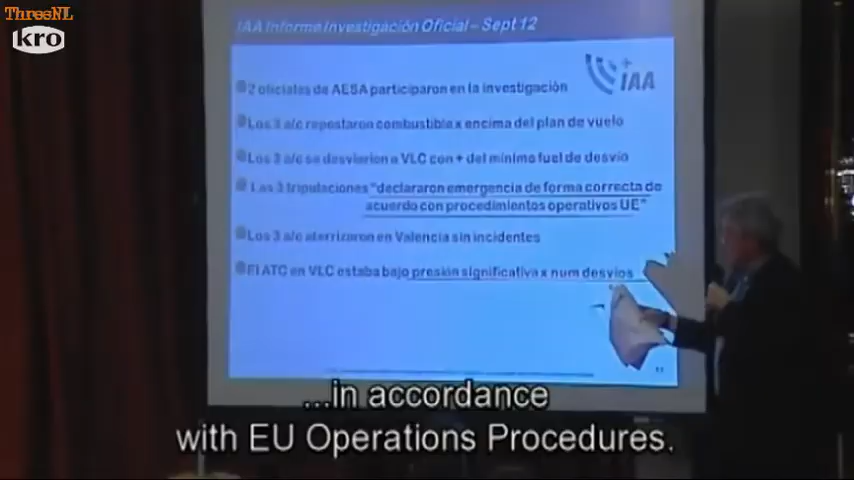 ThreeNL
kro
IAA Informe Investigación Oficial – Sept 12
IAA
2 oficiales de AESA participaron en la investigación
Los 3 a/c repostaron combustible x encima del plan de vuelo
Los 3 a/c se desviaron a VLC con + del mínimo fuel de desvío
Las 3 tripulaciones "declararon emergencia de forma correcta de
acuerdo con procedimientos operativos UE"
Los 3 a/c aterrizaron en Valencia sin incidentes
El ATC en VLC estaba bajo presión significativa x num desvíos
...in accordance
with EU Operations Procedures.